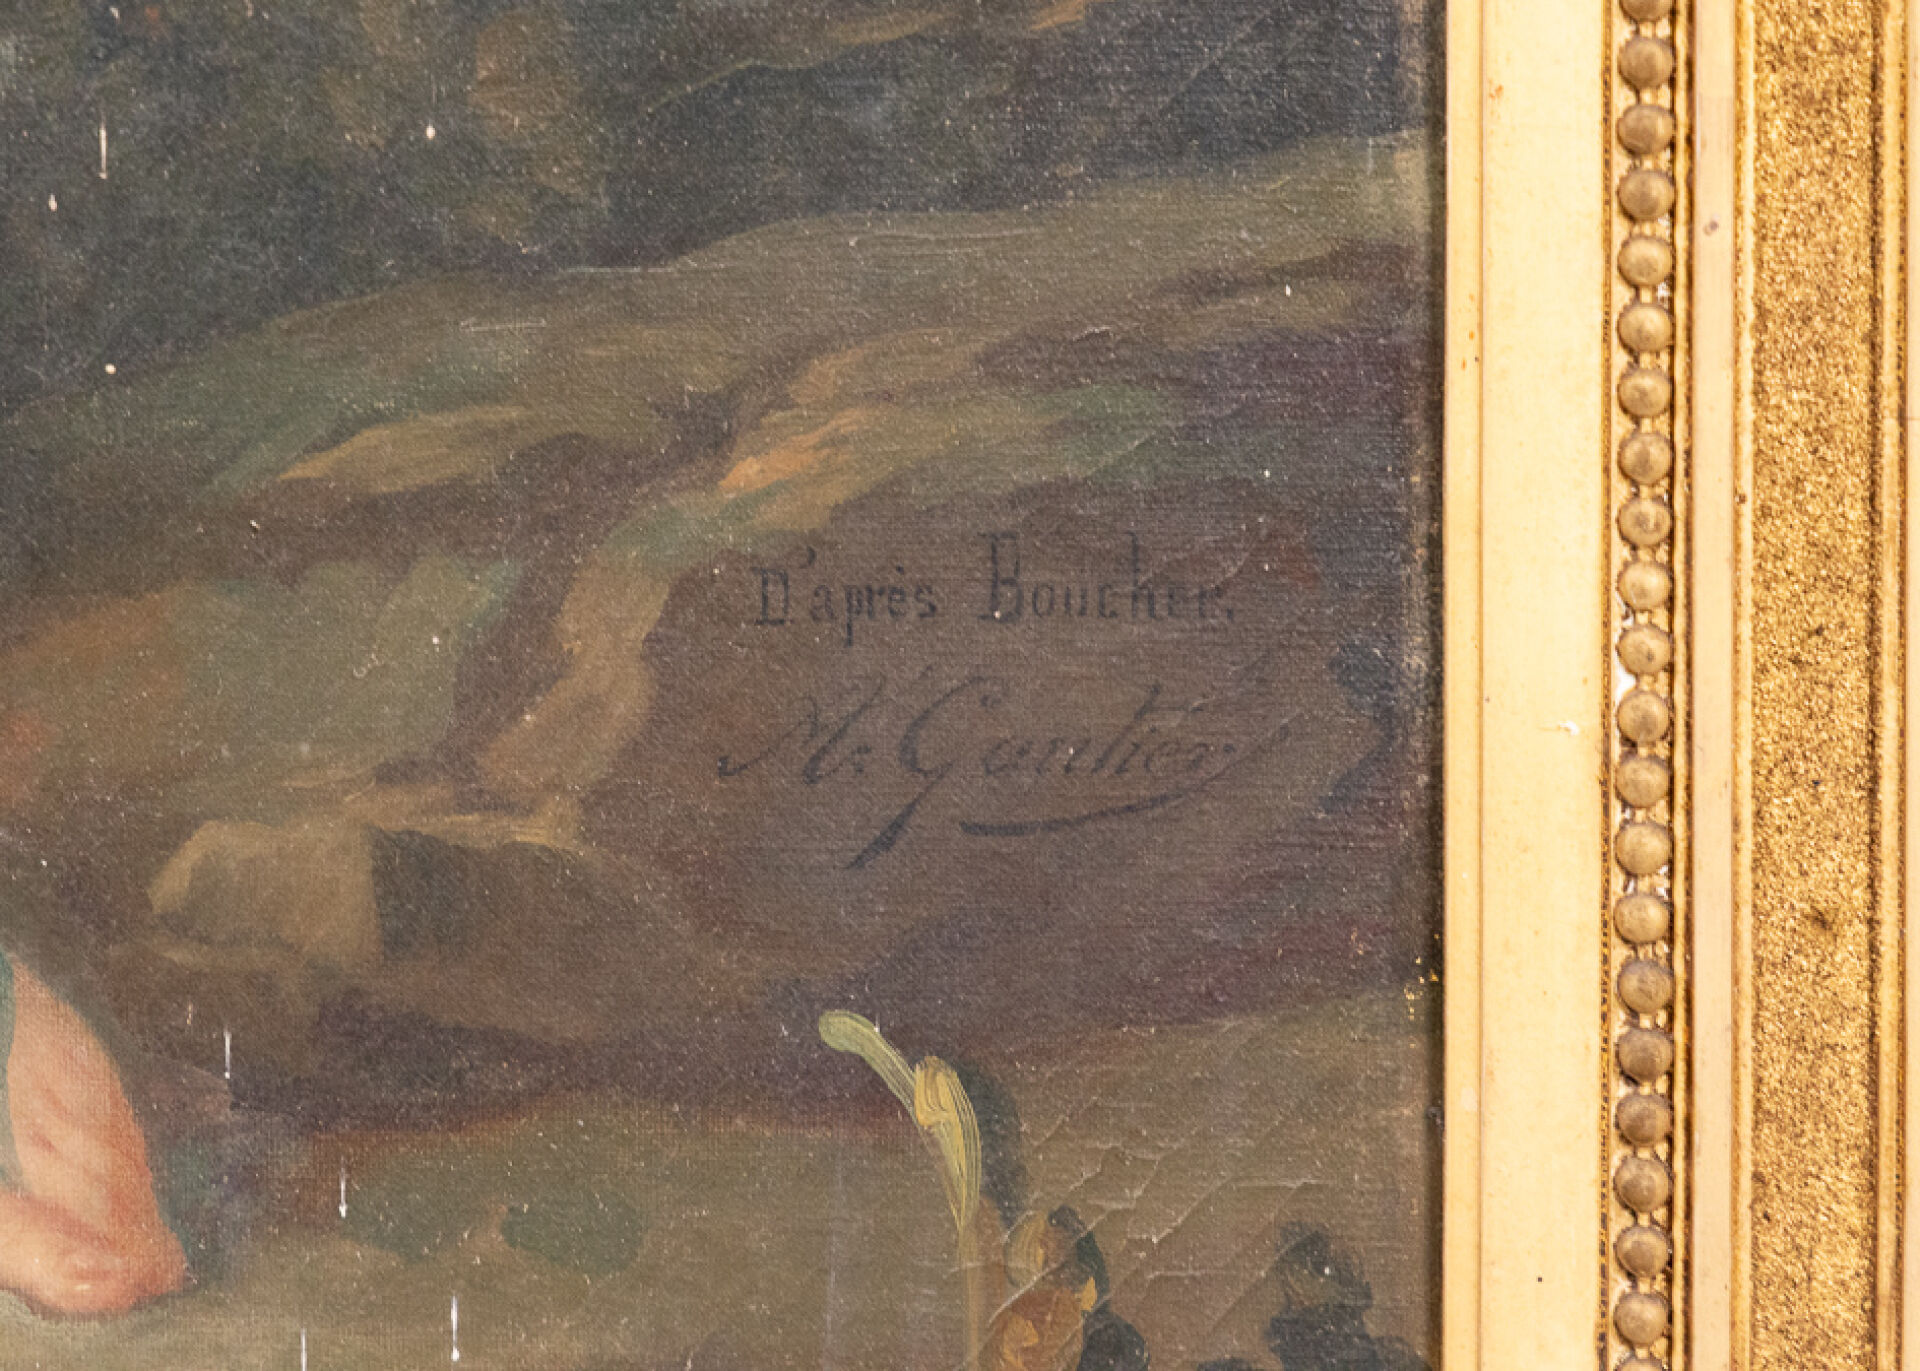 D'après Boucher.
M. Gautier